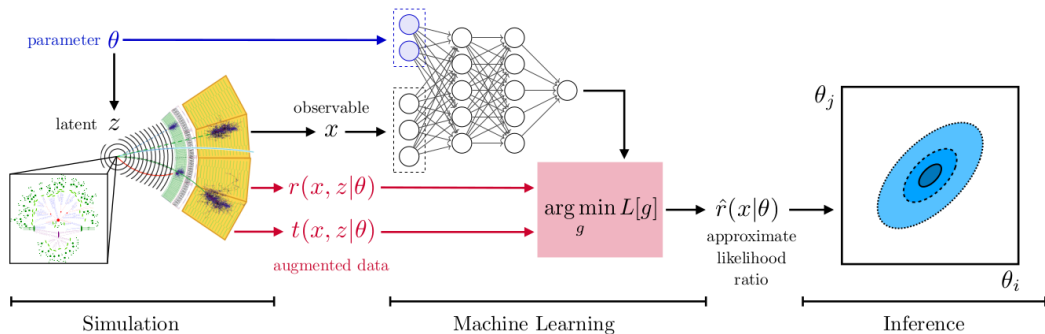 parameter θ
latent z
observable
x
r(x, z|θ)
t(x, z|θ)
augmented data
arg min L[g]
g
r̂(x|θ)
approximate
likelihood
ratio
θj
θi
Simulation
Machine Learning
Inference